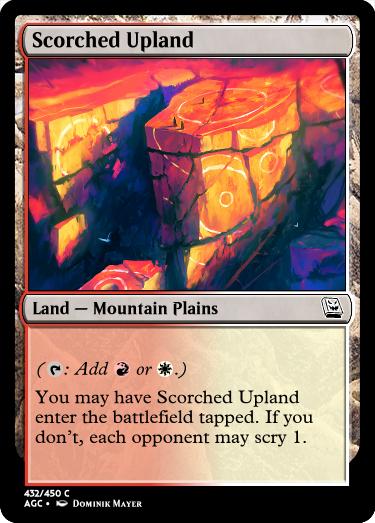 Scorched Upland
Land — Mountain Plains
(: Add or .)
You may have Scorched Upland
enter the battlefield tapped. If you
don't, each opponent may scry 1.
432/450 C
AGC • Dominik Mayer